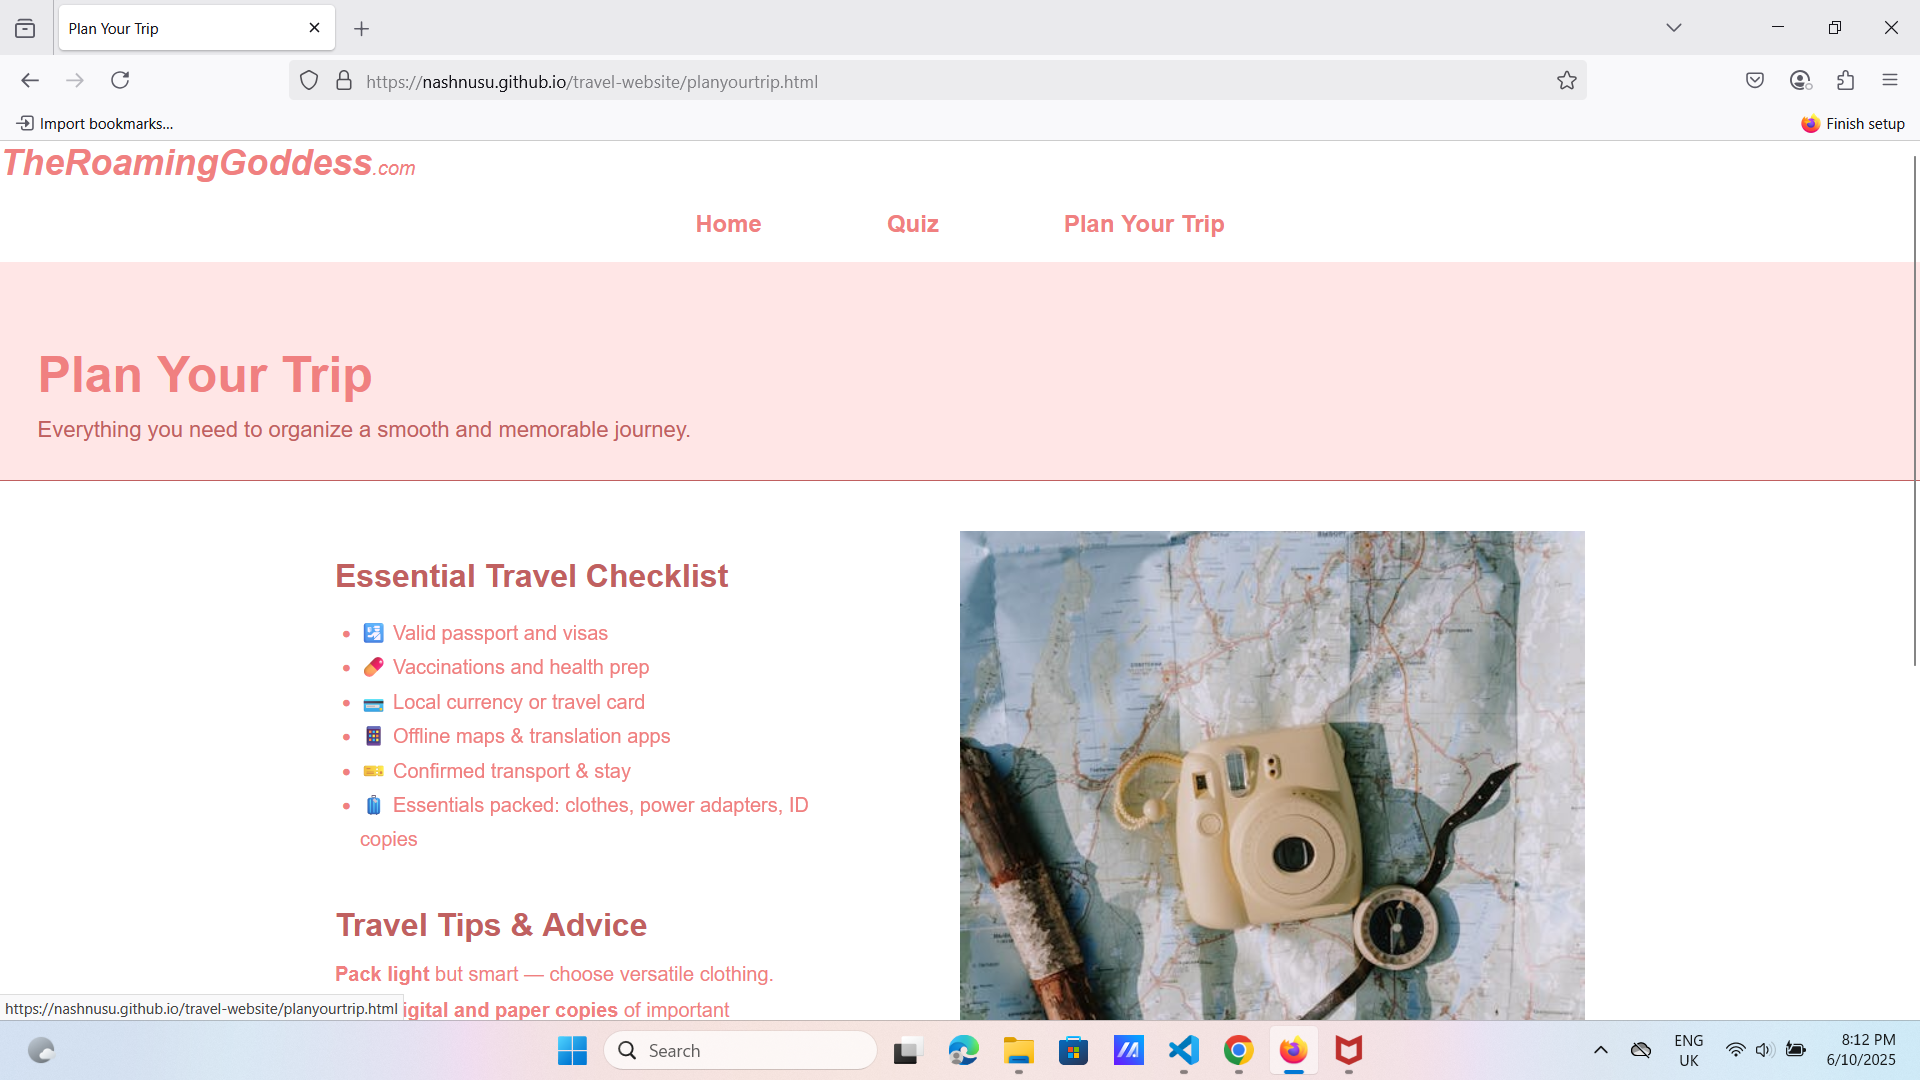 Plan Your Trip
https://nashnusu.github.io/travel-website/planyourtrip.html
Import bookmarks...
Finish setup
TheRoamingGoddess.com
Home Quiz Plan Your Trip
Plan Your Trip
Everything you need to organize a smooth and memorable journey.
Essential Travel Checklist
• 🛂 Valid passport and visas
• 💊 Vaccinations and health prep
• 💳 Local currency or travel card
• 📱 Offline maps & translation apps
• 🎫 Confirmed transport & stay
• 🧳 Essentials packed: clothes, power adapters, ID
copies
Travel Tips & Advice
Pack light but smart — choose versatile clothing.
igital and paper copies of important
https://nashnusu.github.io/travel-website/planyourtrip.html
Search
ENG
UK
8:12 PM
6/10/2025